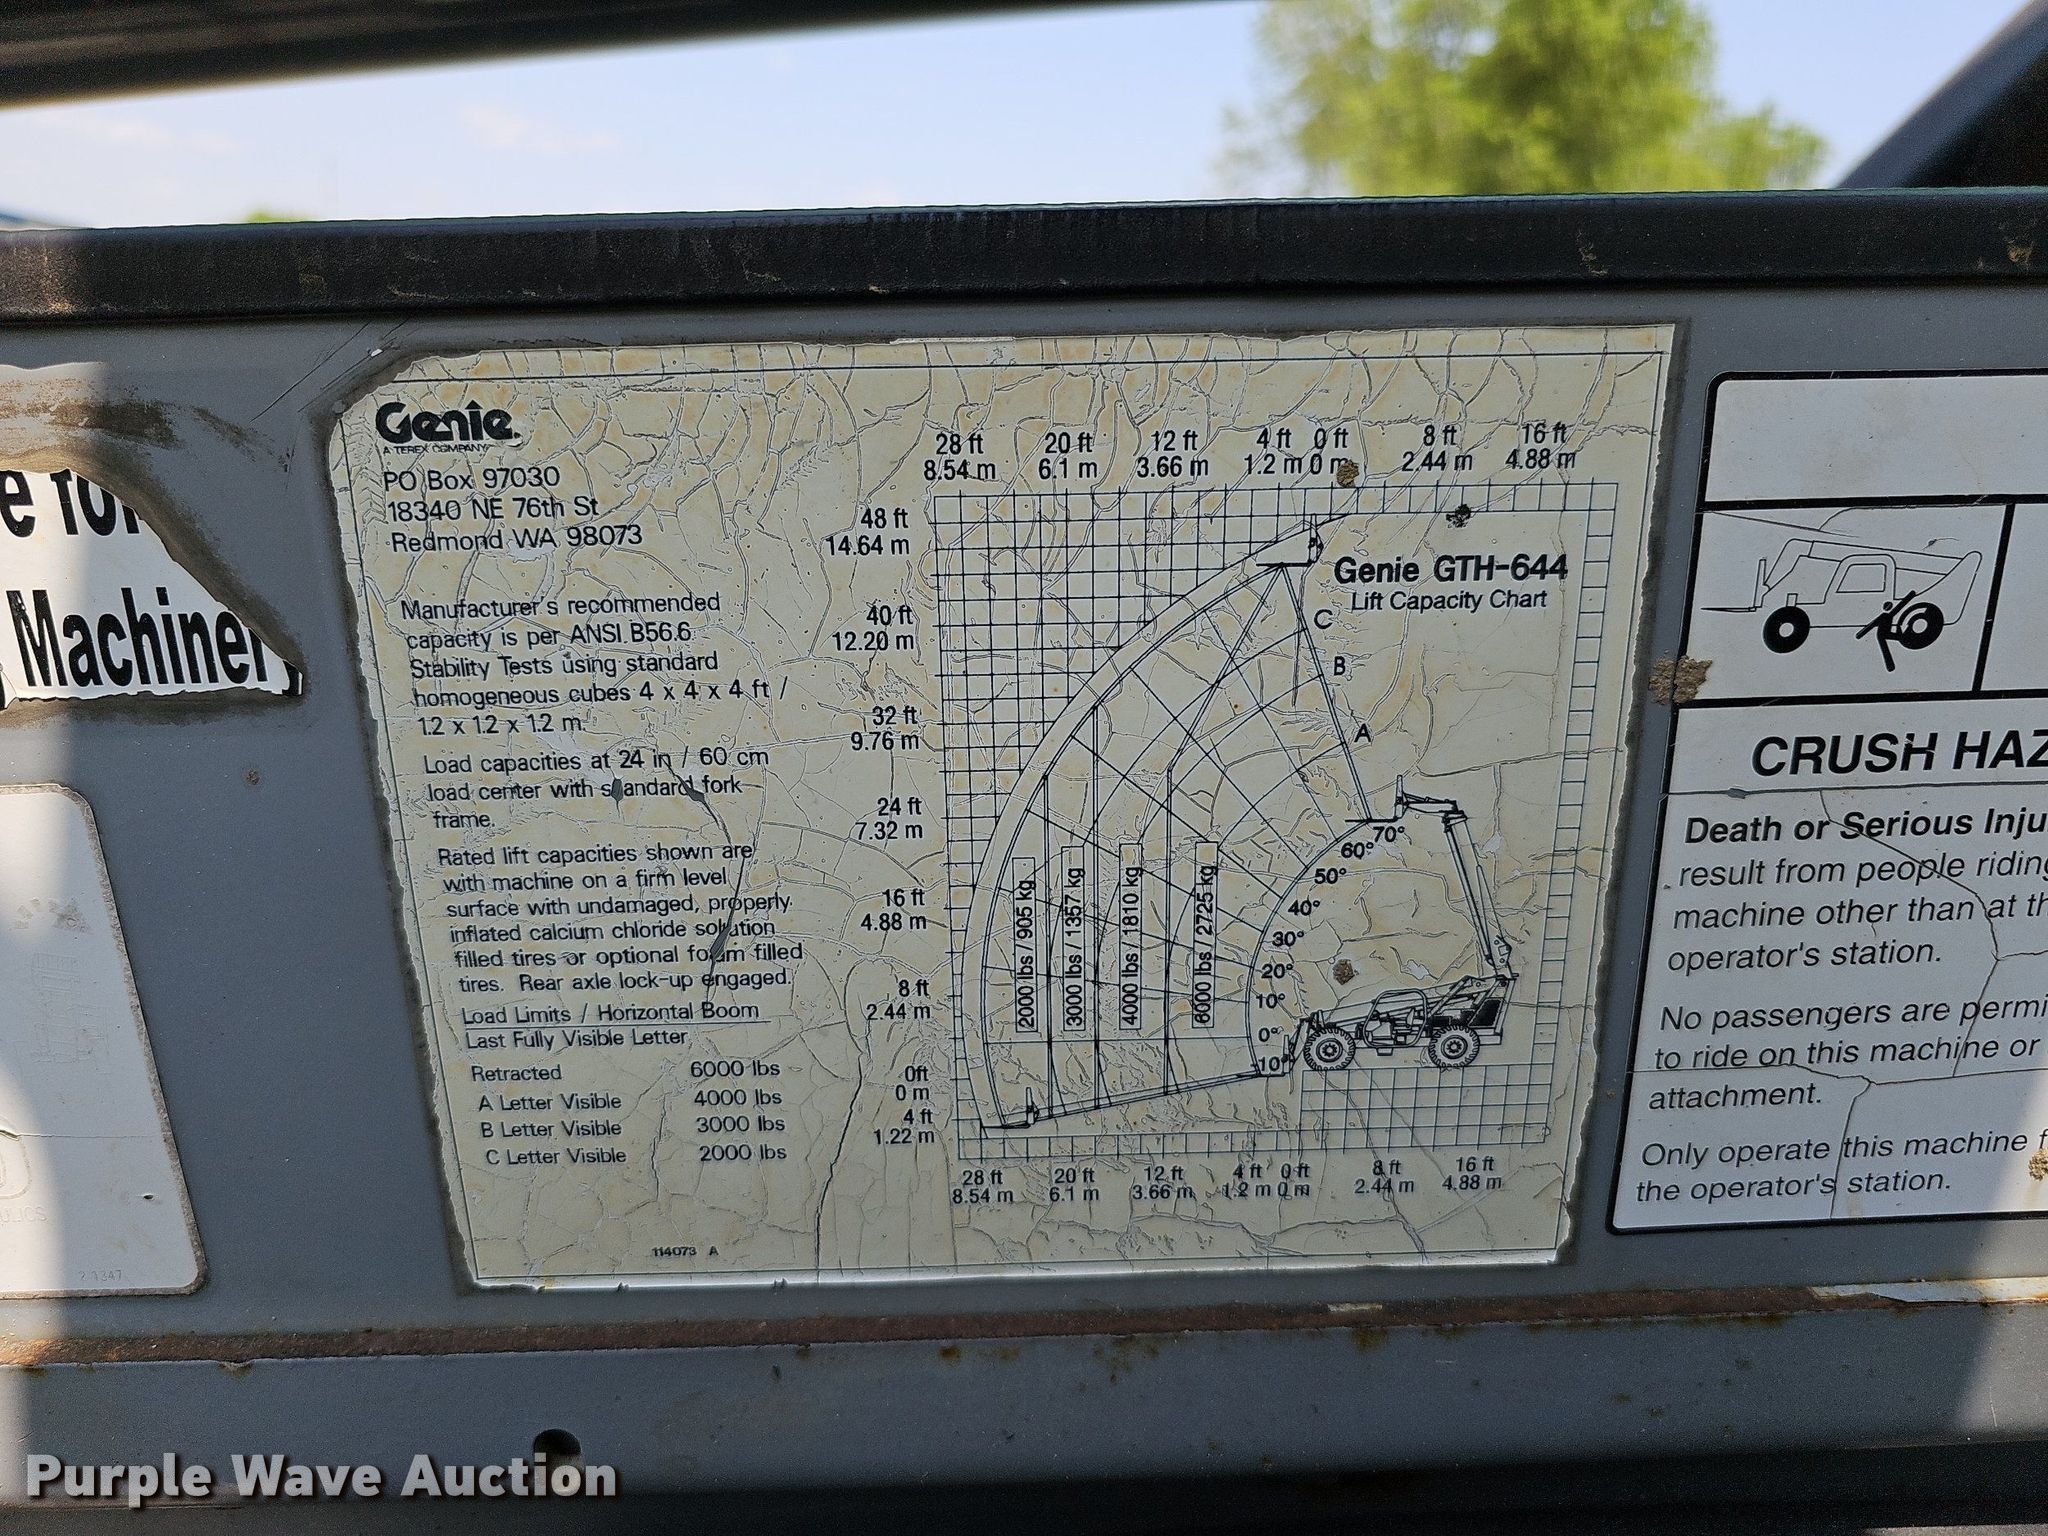 e for
Machinery
Genie.
A TEREX COMPANY
PO Box 97030
18340 NE 76th St
Redmond WA 98073
Manufacturer's recommended
capacity is per ANSI B56.6
Stability Tests using standard
homogeneous cubes 4 x 4 x 4 ft /
1.2 x 1.2 x 1.2 m.
Load capacities at 24 in / 60 cm
load center with standard fork
frame.
Rated lift capacities shown are
with machine on a firm level
surface with undamaged, properly
inflated calcium chloride solution
filled tires or optional foam filled
tires. Rear axle lock-up engaged.
Load Limits / Horizontal Boom
Last Fully Visible Letter
Retracted 6000 lbs
A Letter Visible 4000 lbs
B Letter Visible 3000 lbs
C Letter Visible 2000 lbs
114073 A
28 ft 20 ft 12 ft 4 ft 0 ft 8 ft 16 ft
8.54 m 6.1 m 3.66 m 1.2 m 0 m 2.44 m 4.88 m
48 ft
14.64 m
40 ft
12.20 m
32 ft
9.76 m
24 ft
7.32 m
16 ft
4.88 m
8 ft
2.44 m
0ft
0 m
4 ft
1.22 m
Genie GTH-644
Lift Capacity Chart
C
B
A
70°
60°
50°
40°
30°
20°
10°
0°
-10°
2000 lbs / 905 kg
3000 lbs / 1357 kg
4000 lbs / 1810 kg
6000 lbs / 2725 kg
28 ft 20 ft 12 ft 4 ft 0 ft 8 ft 16 ft
8.54 m 6.1 m 3.66 m 1.2 m 0 m 2.44 m 4.88 m
CRUSH HAZ
Death or Serious Inju
result from people riding
machine other than at th
operator's station.
No passengers are permi
to ride on this machine or
attachment.
Only operate this machine f
the operator's station.
Purple Wave Auction